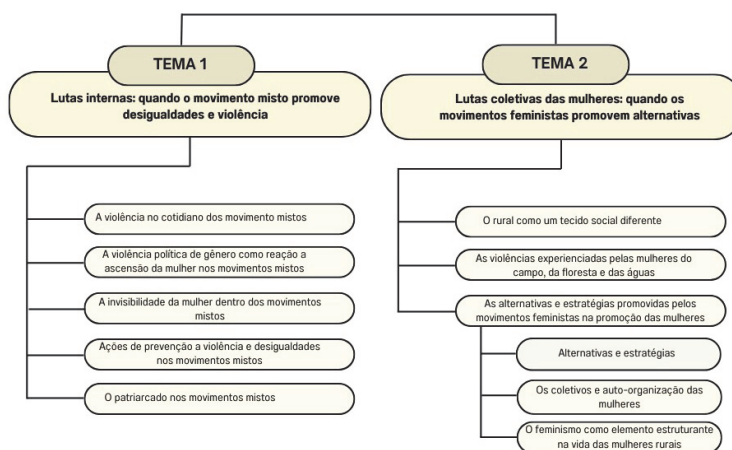 TEMA 1
Lutas internas: quando o movimento misto promove
desigualdades e violência
A violência no cotidiano dos movimento mistos
A violência política de gênero como reação a
ascensão da mulher nos movimentos mistos
A invisibilidade da mulher dentro dos movimentos
mistos
Ações de prevenção a violência e desigualdades
nos movimentos mistos
O patriarcado nos movimentos mistos
TEMA 2
Lutas coletivas das mulheres: quando os
movimentos feministas promovem alternativas
O rural como um tecido social diferente
As violências experienciadas pelas mulheres do
campo, da floresta e das águas
As alternativas e estratégias promovidas pelos
movimentos feministas na promoção das mulheres
Alternativas e estratégias
Os coletivos e auto-organização das
mulheres
O feminismo como elemento estruturante
na vida das mulheres rurais